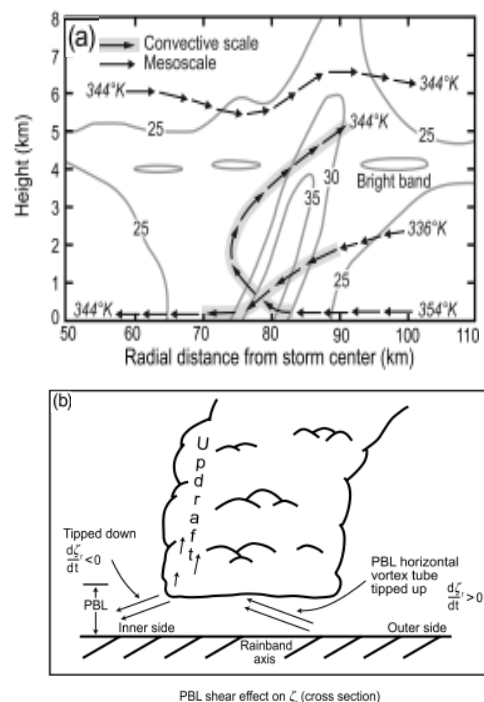 (a)
Convective scale
Mesoscale
8
7
6
5
4
3
2
1
0
Height (km)
344°K
344°K
25
344°K
25
30
35
Bright band
25
336°K
25
344°K
354°K
50 60 70 80 90 100 110
Radial distance from storm center (km)
(b)
Updraft
Tipped down
dζr/dt<0
PBL
Inner side
PBL horizontal
vortex tube
tipped up
dζr/dt>0
Rainband
axis
Outer side
PBL shear effect on ζ (cross section)